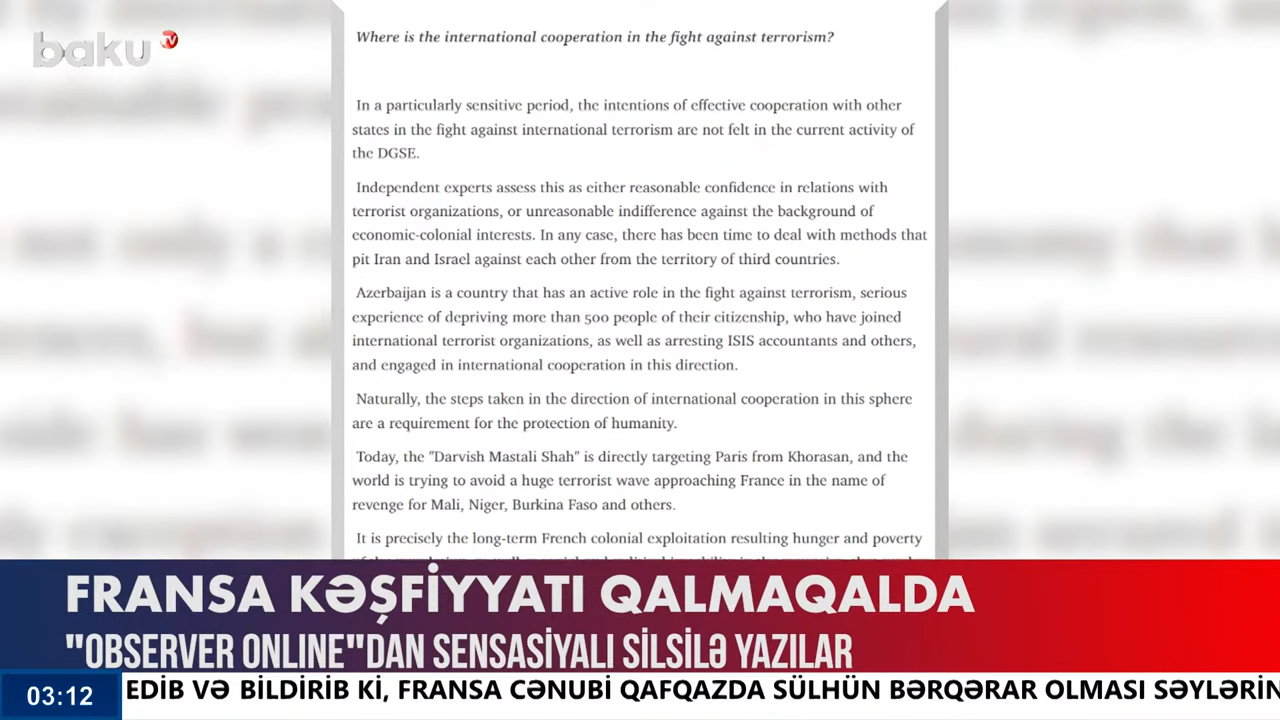 baku TV
Where is the international cooperation in the fight against terrorism?
In a particularly sensitive period, the intentions of effective cooperation with other
states in the fight against international terrorism are not felt in the current activity of
the DGSE.
Independent experts assess this as either reasonable confidence in relations with
terrorist organizations, or unreasonable indifference against the background of
economic-colonial interests. In any case, there has been time to deal with methods that
pit Iran and Israel against each other from the territory of third countries.
Azerbaijan is a country that has an active role in the fight against terrorism, serious
experience of depriving more than 500 people of their citizenship, who have joined
international terrorist organizations, as well as arresting ISIS accountants and others,
and engaged in international cooperation in this direction.
Naturally, the steps taken in the direction of international cooperation in this sphere
are a requirement for the protection of humanity.
Today, the "Darvish Mastali Shah" is directly targeting Paris from Khorasan, and the
world is trying to avoid a huge terrorist wave approaching France in the name of
revenge for Mali, Niger, Burkina Faso and others.
It is precisely the long-term French colonial exploitation resulting hunger and poverty
FRANSA KƏŞFİYYATI QALMAQALDA
"OBSERVER ONLINE"DAN SENSASİYALI SİLSİLƏ YAZILAR
03:12 EDİB VƏ BİLDİRİB Kİ, FRANSA CƏNUBİ QAFQAZDA SÜLHÜN BƏRQƏRAR OLMASI SƏYLƏRİN